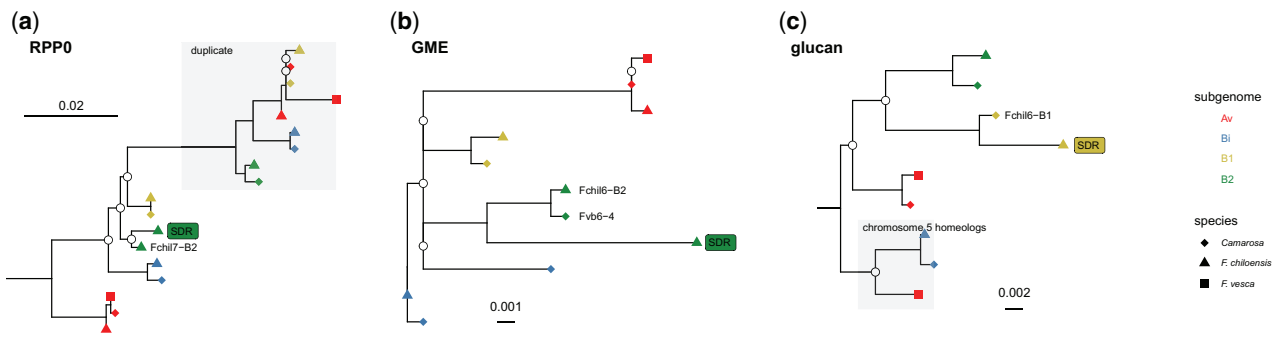 (a)
RPP0
duplicate
0.02
SDR
Fchil7−B2
(b)
GME
Fchil6−B2
Fvb6−4
SDR
0.001
(c)
glucan
Fchil6−B1
SDR
chromosome 5 homeologs
0.002
subgenome
Av
Bi
B1
B2
species
Camarosa
F. chiloensis
F. vesca